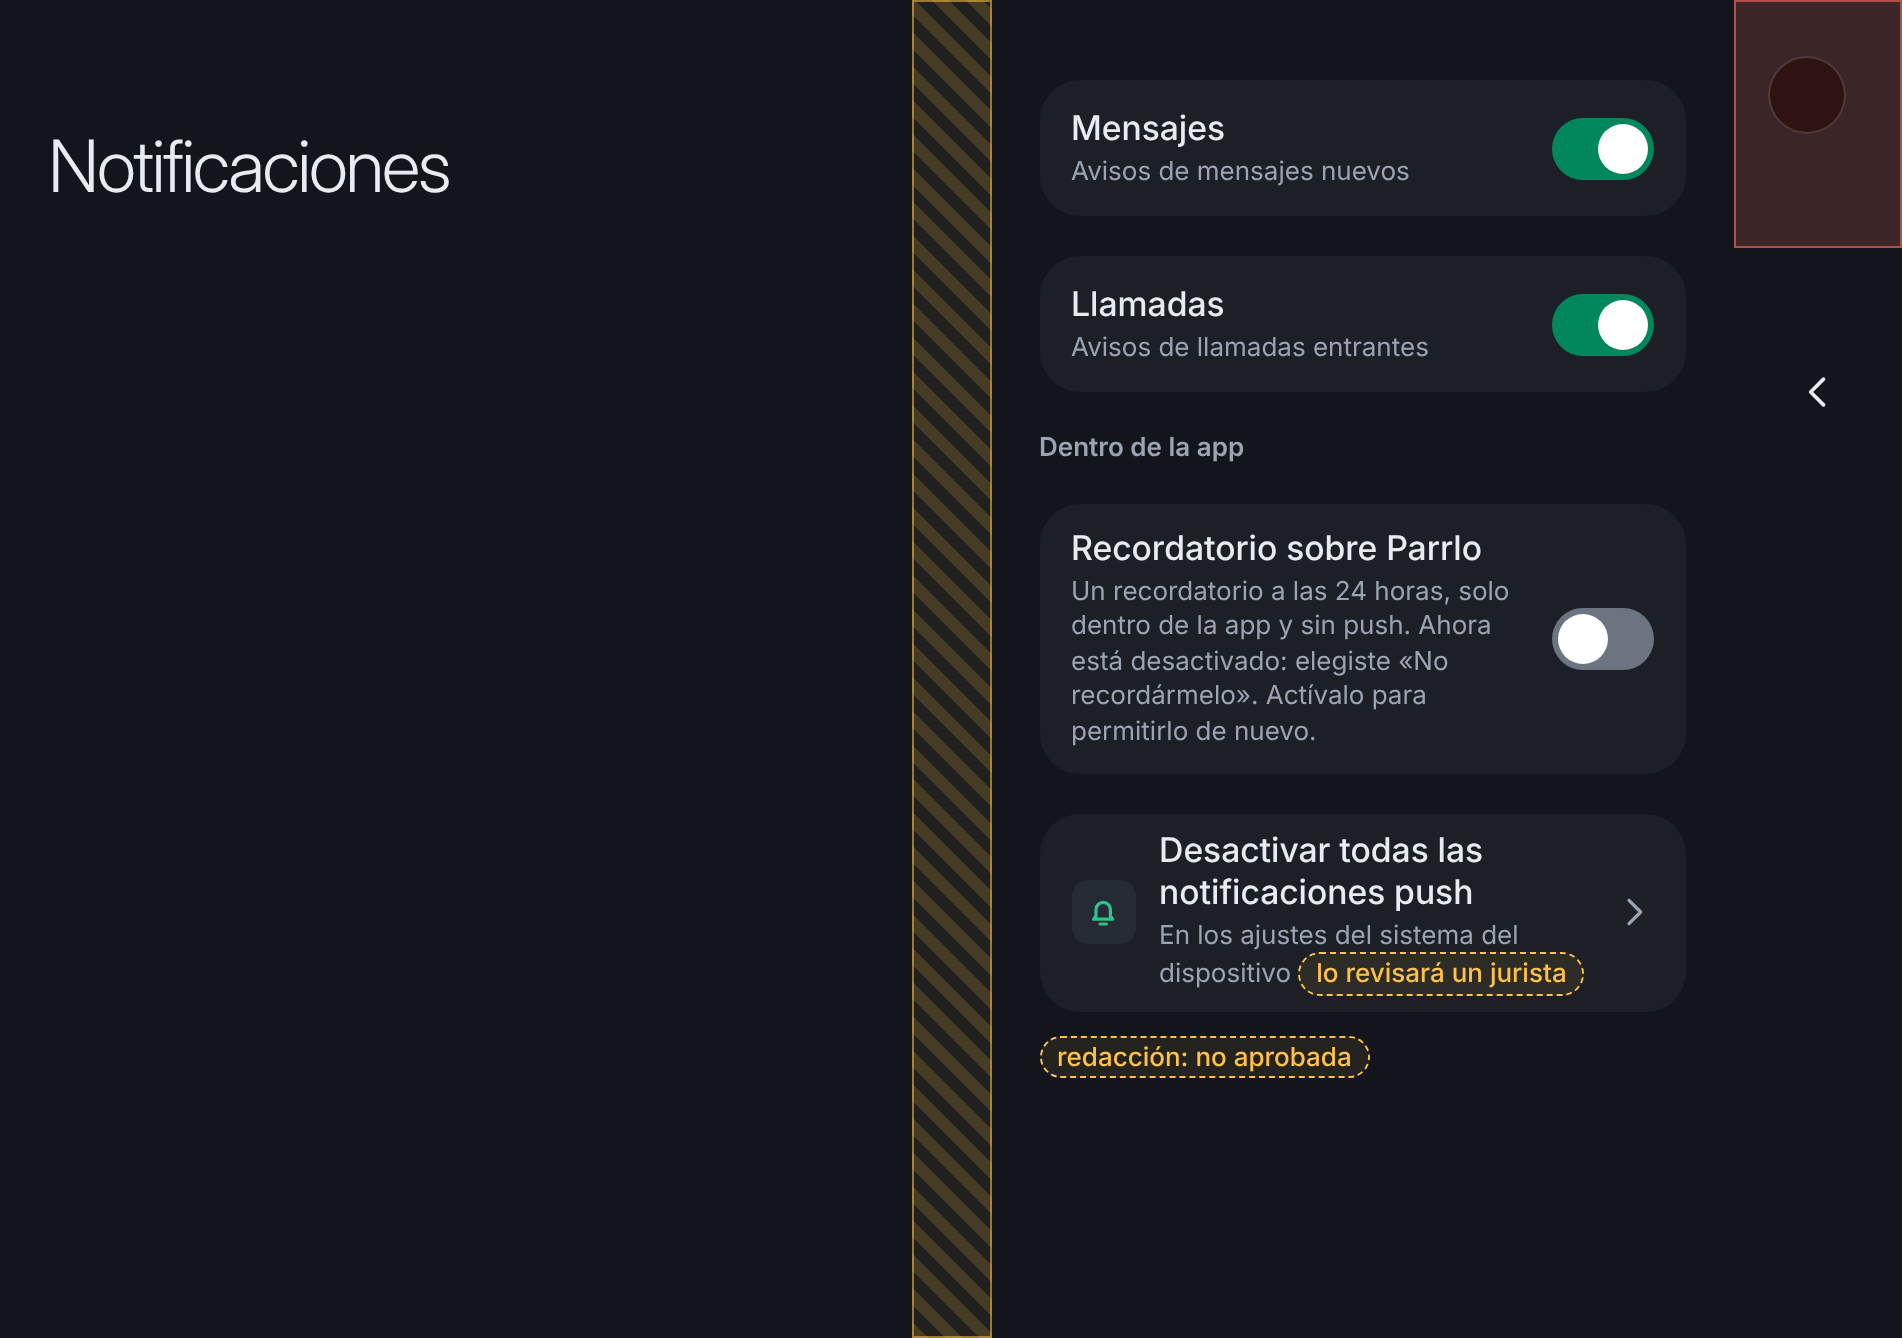 Notificaciones
Mensajes
Avisos de mensajes nuevos
Llamadas
Avisos de llamadas entrantes
Dentro de la app
Recordatorio sobre Parrlo
Un recordatorio a las 24 horas, solo
dentro de la app y sin push. Ahora
está desactivado: elegiste «No
recordármelo». Actívalo para
permitirlo de nuevo.
Desactivar todas las
notificaciones push
En los ajustes del sistema del
dispositivo lo revisará un jurista
redacción: no aprobada